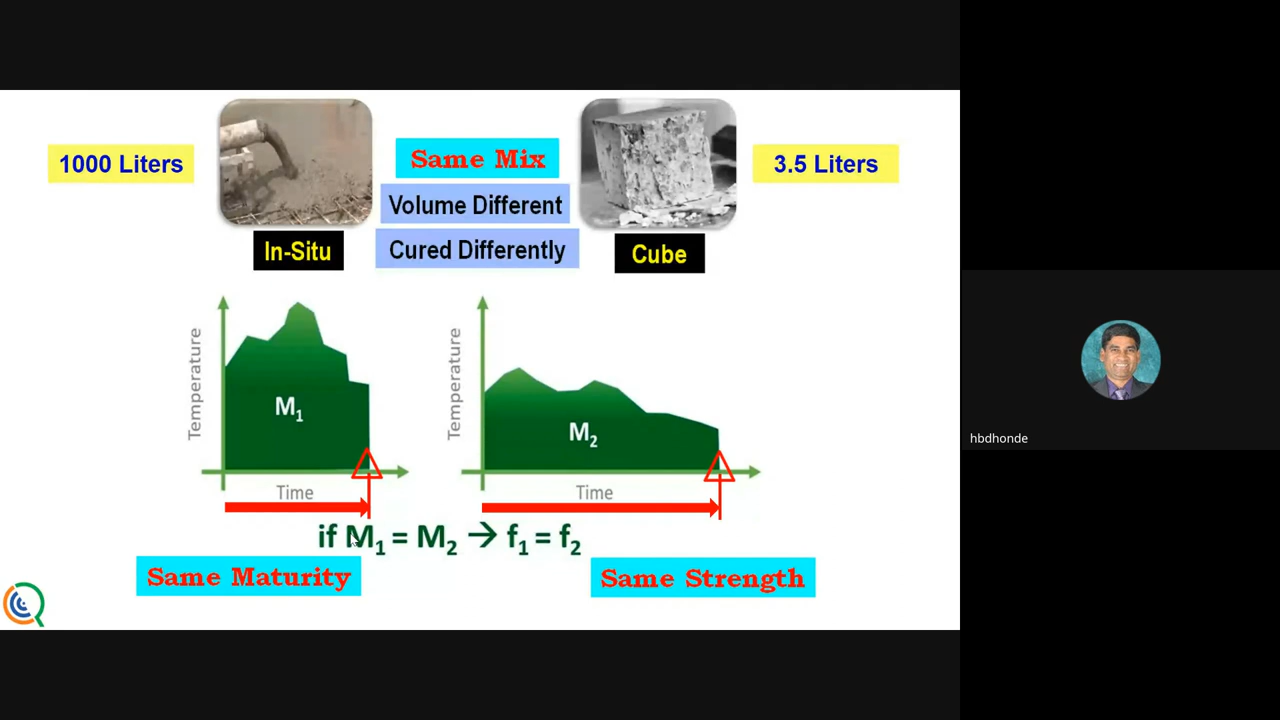 1000 Liters
Same Mix
3.5 Liters
Volume Different
Cured Differently
In-Situ
Cube
Temperature
M₁
Time
Temperature
M₂
Time
if M₁ = M₂ → f₁ = f₂
Same Maturity
Same Strength
hbdhonde